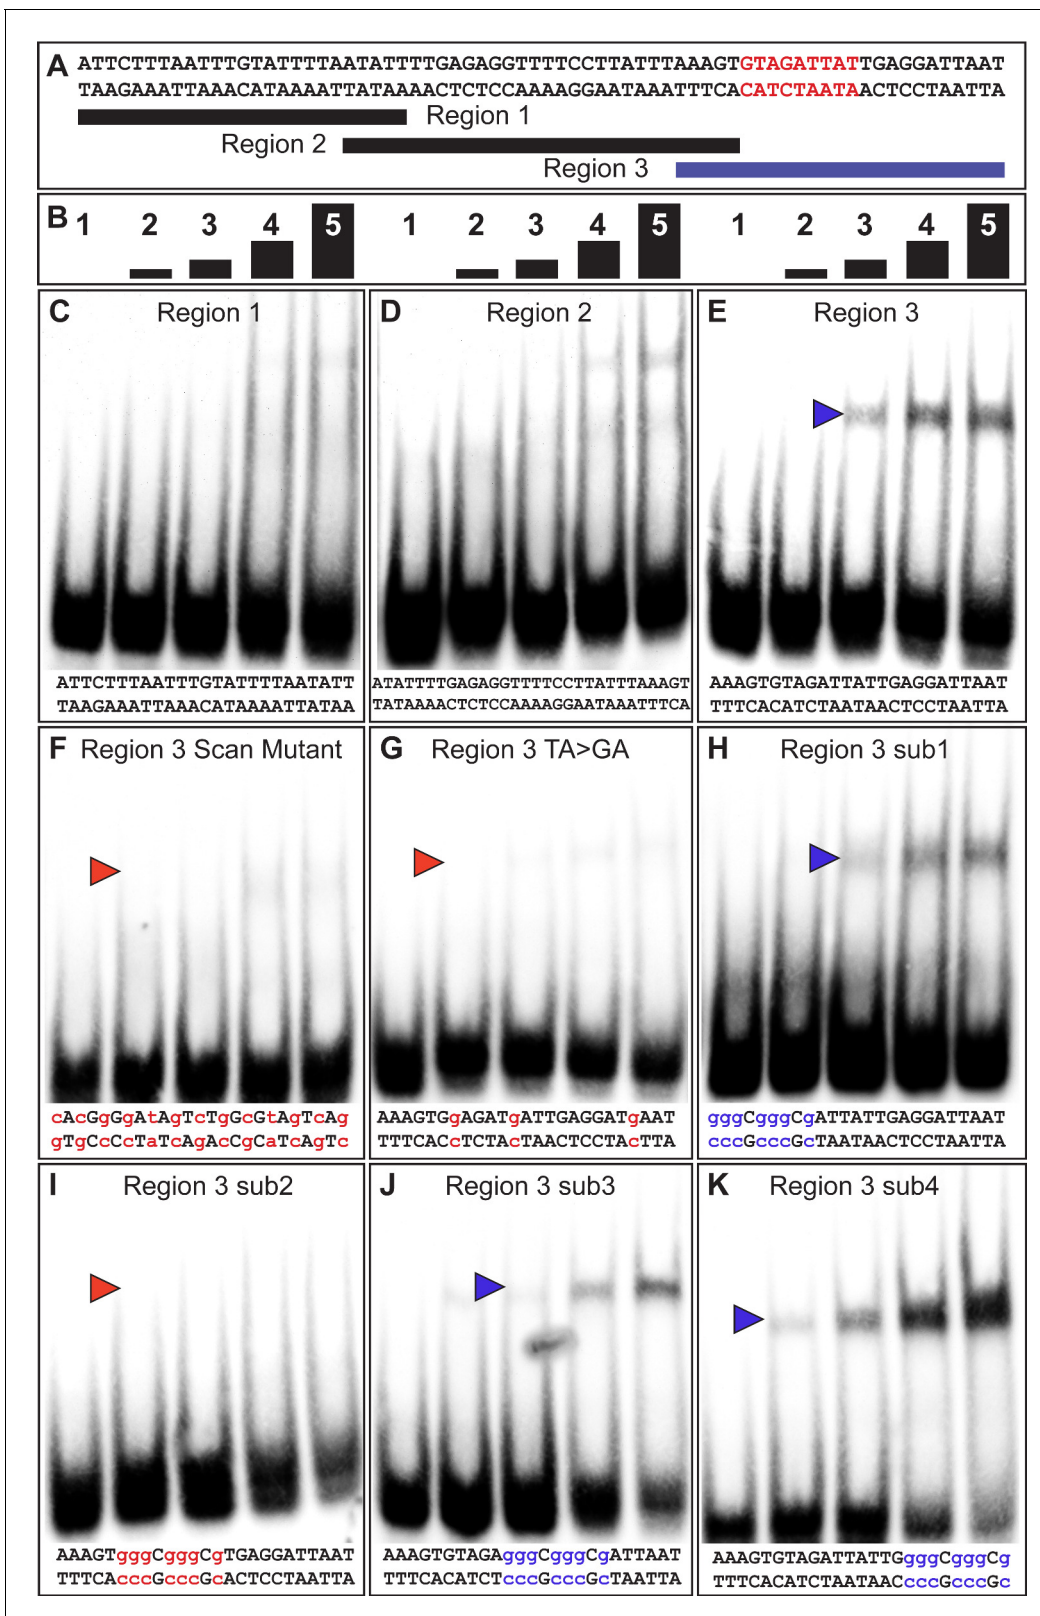 A
ATTCTTTAATTTGTATTTTAATATTTTGAGAGGTTTTCCTTATTTAAAGTGTAGATTATTGAGGATTAAT
TAAGAAATTAAACATAAAATTATAAAACTCTCCAAAAGGAATAAATTTCACATCTAATAACTCCTAATTA
Region 1
Region 2
Region 3
B 1 2 3 4 5 1 2 3 4 5 1 2 3 4 5
C Region 1
ATTCTTTAATTTGTATTTTAATATT
TAAGAAATTAAACATAAAATTATAA
D Region 2
ATATTTTGAGAGGTTTTCCTTATTTAAAGT
TATAAAACTCTCCAAAAGGAATAAATTTCA
E Region 3
AAAGTGTAGATTATTGAGGATTAAT
TTTCACATCTAATAACTCCTAATTA
F Region 3 Scan Mutant
cAcGgGgAtAgTcTgGcGtAgTcAg
gTgCcCcTaTcAgAcCgCaTcAgTc
G Region 3 TA>GA
AAAGTGgAGATgATTGAGGATgAAT
TTTCACcTCTAcTAACTCCTAcTTA
H Region 3 sub1
gggCgggCgATTATTGAGGATTAAT
cccGcccGcTAATAACTCCTAATTA
I Region 3 sub2
AAAGTgggCgggCgTGAGGATTAAT
TTTCAcccGcccGcACTCCTAATTA
J Region 3 sub3
AAAGTGTAGAgggCgggCgATTAAT
TTTCACATCTcccGcccGcTAATTA
K Region 3 sub4
AAAGTGTAGATTATTGgggCgggCg
TTTCACATCTAATAACcccGcccGc